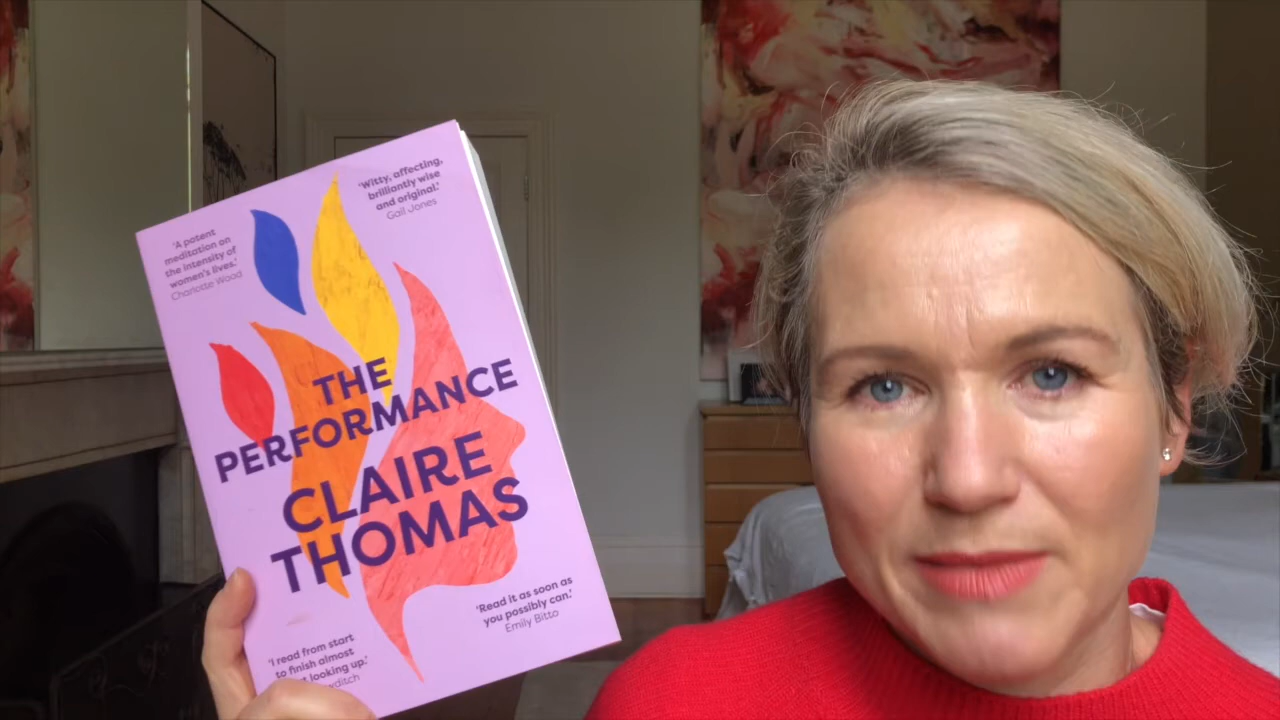 'A potent
meditation on
the intensity of
women's lives.'
Charlotte Wood
'Witty, affecting,
brilliantly wise
and original.'
Gail Jones
THE
PERFORMANCE
CLAIRE
THOMAS
'Read it as soon as
you possibly can.'
Emily Bitto
'I read from start
to finish almost
looking up.'